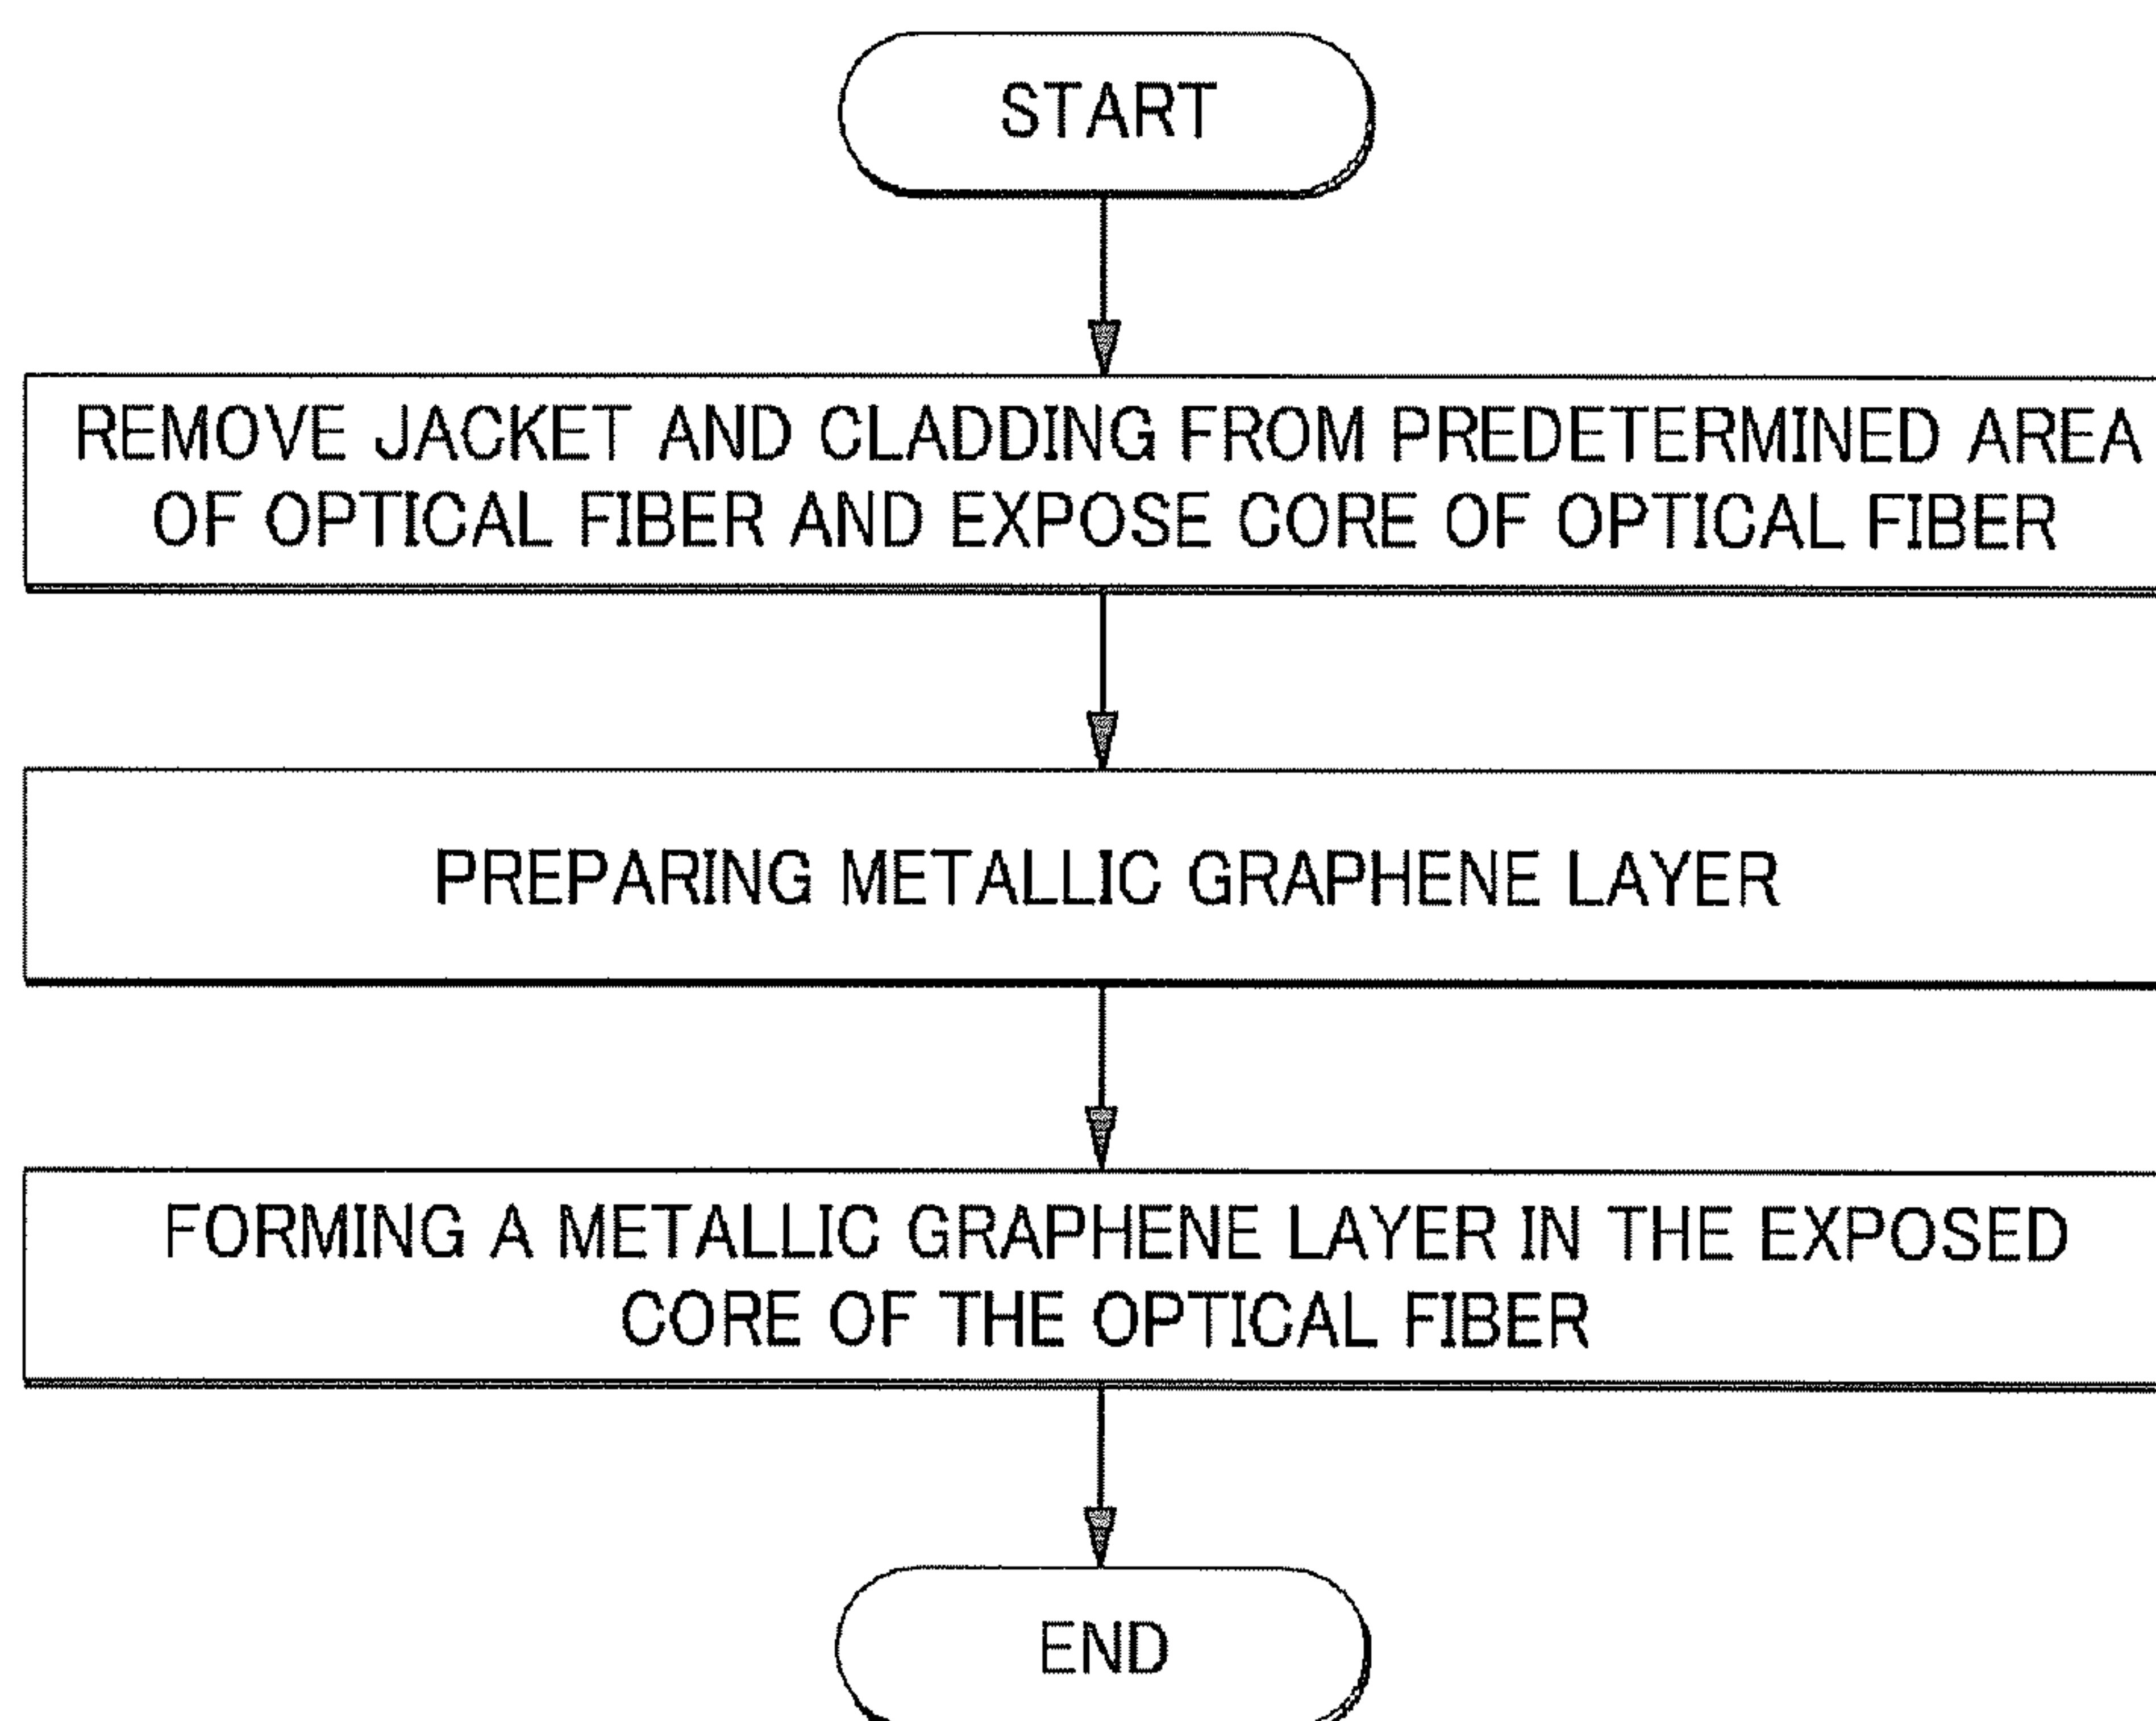 START
REMOVE JACKET AND CLADDING FROM PREDETERMINED AREA
OF OPTICAL FIBER AND EXPOSE CORE OF OPTICAL FIBER
PREPARING METALLIC GRAPHENE LAYER
FORMING A METALLIC GRAPHENE LAYER IN THE EXPOSED
CORE OF THE OPTICAL FIBER
END